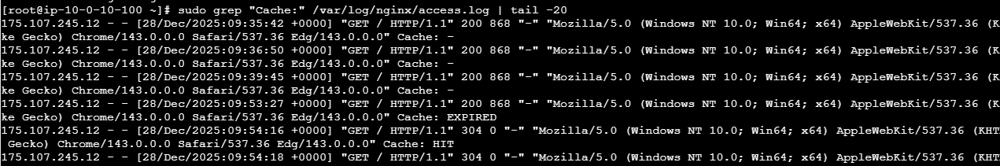 [root@ip-10-0-10-100 ~]# sudo grep "Cache:" /var/log/nginx/access.log | tail -20
175.107.245.12 - - [28/Dec/2025:09:35:42 +0000] "GET / HTTP/1.1" 200 868 "-" "Mozilla/5.0 (Windows NT 10.0; Win64; x64) AppleWebKit/537.36 (K
ke Gecko) Chrome/143.0.0.0 Safari/537.36 Edg/143.0.0.0" Cache: -
175.107.245.12 - - [28/Dec/2025:09:36:50 +0000] "GET / HTTP/1.1" 200 868 "-" "Mozilla/5.0 (Windows NT 10.0; Win64; x64) AppleWebKit/537.36 (K
ke Gecko) Chrome/143.0.0.0 Safari/537.36 Edg/143.0.0.0" Cache: -
175.107.245.12 - - [28/Dec/2025:09:39:45 +0000] "GET / HTTP/1.1" 200 868 "-" "Mozilla/5.0 (Windows NT 10.0; Win64; x64) AppleWebKit/537.36 (K
ke Gecko) Chrome/143.0.0.0 Safari/537.36 Edg/143.0.0.0" Cache: -
175.107.245.12 - - [28/Dec/2025:09:53:27 +0000] "GET / HTTP/1.1" 200 868 "-" "Mozilla/5.0 (Windows NT 10.0; Win64; x64) AppleWebKit/537.36 (K
ke Gecko) Chrome/143.0.0.0 Safari/537.36 Edg/143.0.0.0" Cache: EXPIRED
175.107.245.12 - - [28/Dec/2025:09:54:16 +0000] "GET / HTTP/1.1" 304 0 "-" "Mozilla/5.0 (Windows NT 10.0; Win64; x64) AppleWebKit/537.36 (KHT
 Gecko) Chrome/143.0.0.0 Safari/537.36 Edg/143.0.0.0" Cache: HIT
175.107.245.12 - - [28/Dec/2025:09:54:18 +0000] "GET / HTTP/1.1" 304 0 "-" "Mozilla/5.0 (Windows NT 10.0; Win64; x64) AppleWebKit/537.36 (KHT